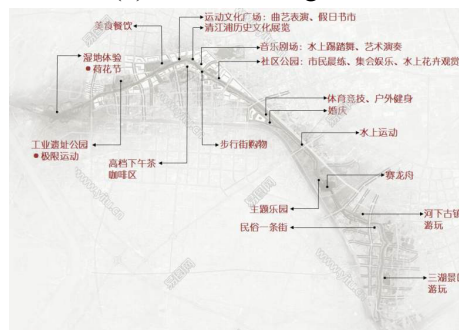 美食餐饮
运动文化广场：曲艺表演、假日节市
清江浦历史文化展览
湿地体验
荷花节
音乐剧场：水上踢踏舞、艺术演奏
社区公园：市民晨练、集会娱乐、水上花卉观赏
体育竞技、户外健身
婚庆
工业遗址公园
极限运动
高档下午茶
咖啡区
步行街购物
水上运动
赛龙舟
主题乐园
河下古镇
游玩
民俗一条街
三湖景区
游玩